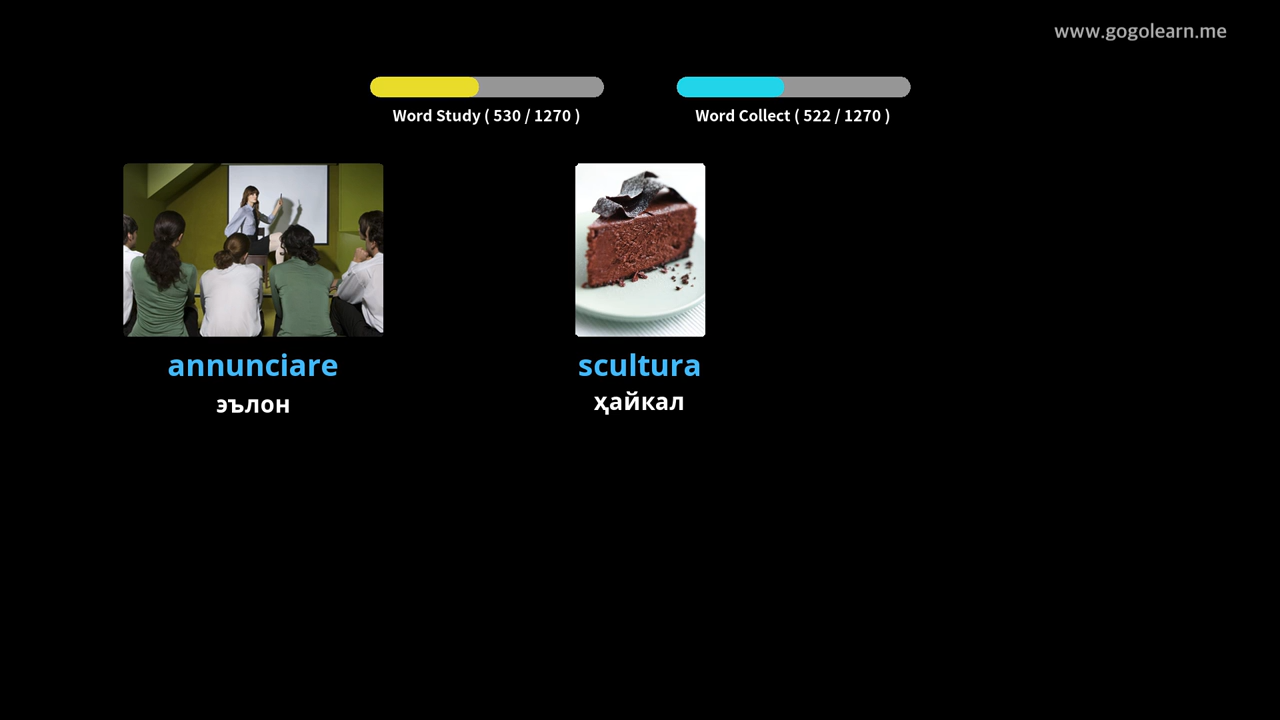 www.gogolearn.me
Word Study ( 530 / 1270 )
Word Collect ( 522 / 1270 )
annunciare
эълон
scultura
ҳайкал